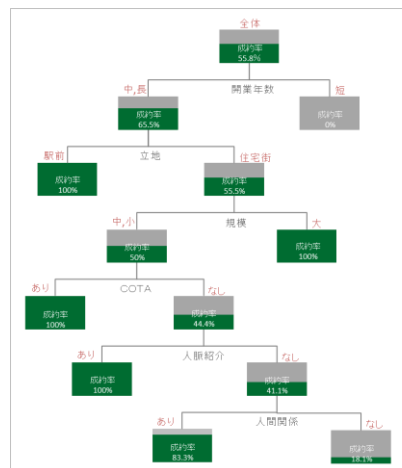 全体
成約率
55.8%
開業年数
中,長
成約率
65.5%
短
成約率
0%
立地
駅前
成約率
100%
住宅街
成約率
55.5%
規模
中,小
成約率
50%
大
成約率
100%
COTA
あり
成約率
100%
なし
成約率
44.4%
人脈紹介
あり
成約率
100%
なし
成約率
41.1%
人間関係
あり
成約率
83.3%
なし
成約率
18.1%